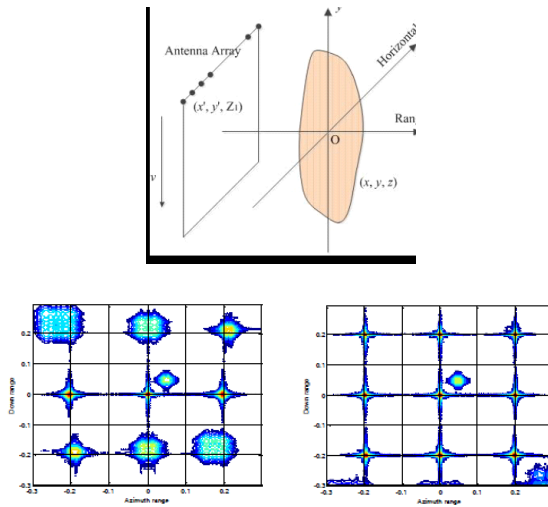 y
Horizontal
Antenna Array
(x', y', Z₁)
Ran
O
v
(x, y, z)
0.2
0.1
0
-0.1
-0.2
-0.3
Down range
-0.3 -0.2 -0.1 0 0.1 0.2
Azimuth range
0.2
0.1
0
-0.1
-0.2
-0.3
Down range
-0.3 -0.2 -0.1 0 0.1 0.2
Azimuth range